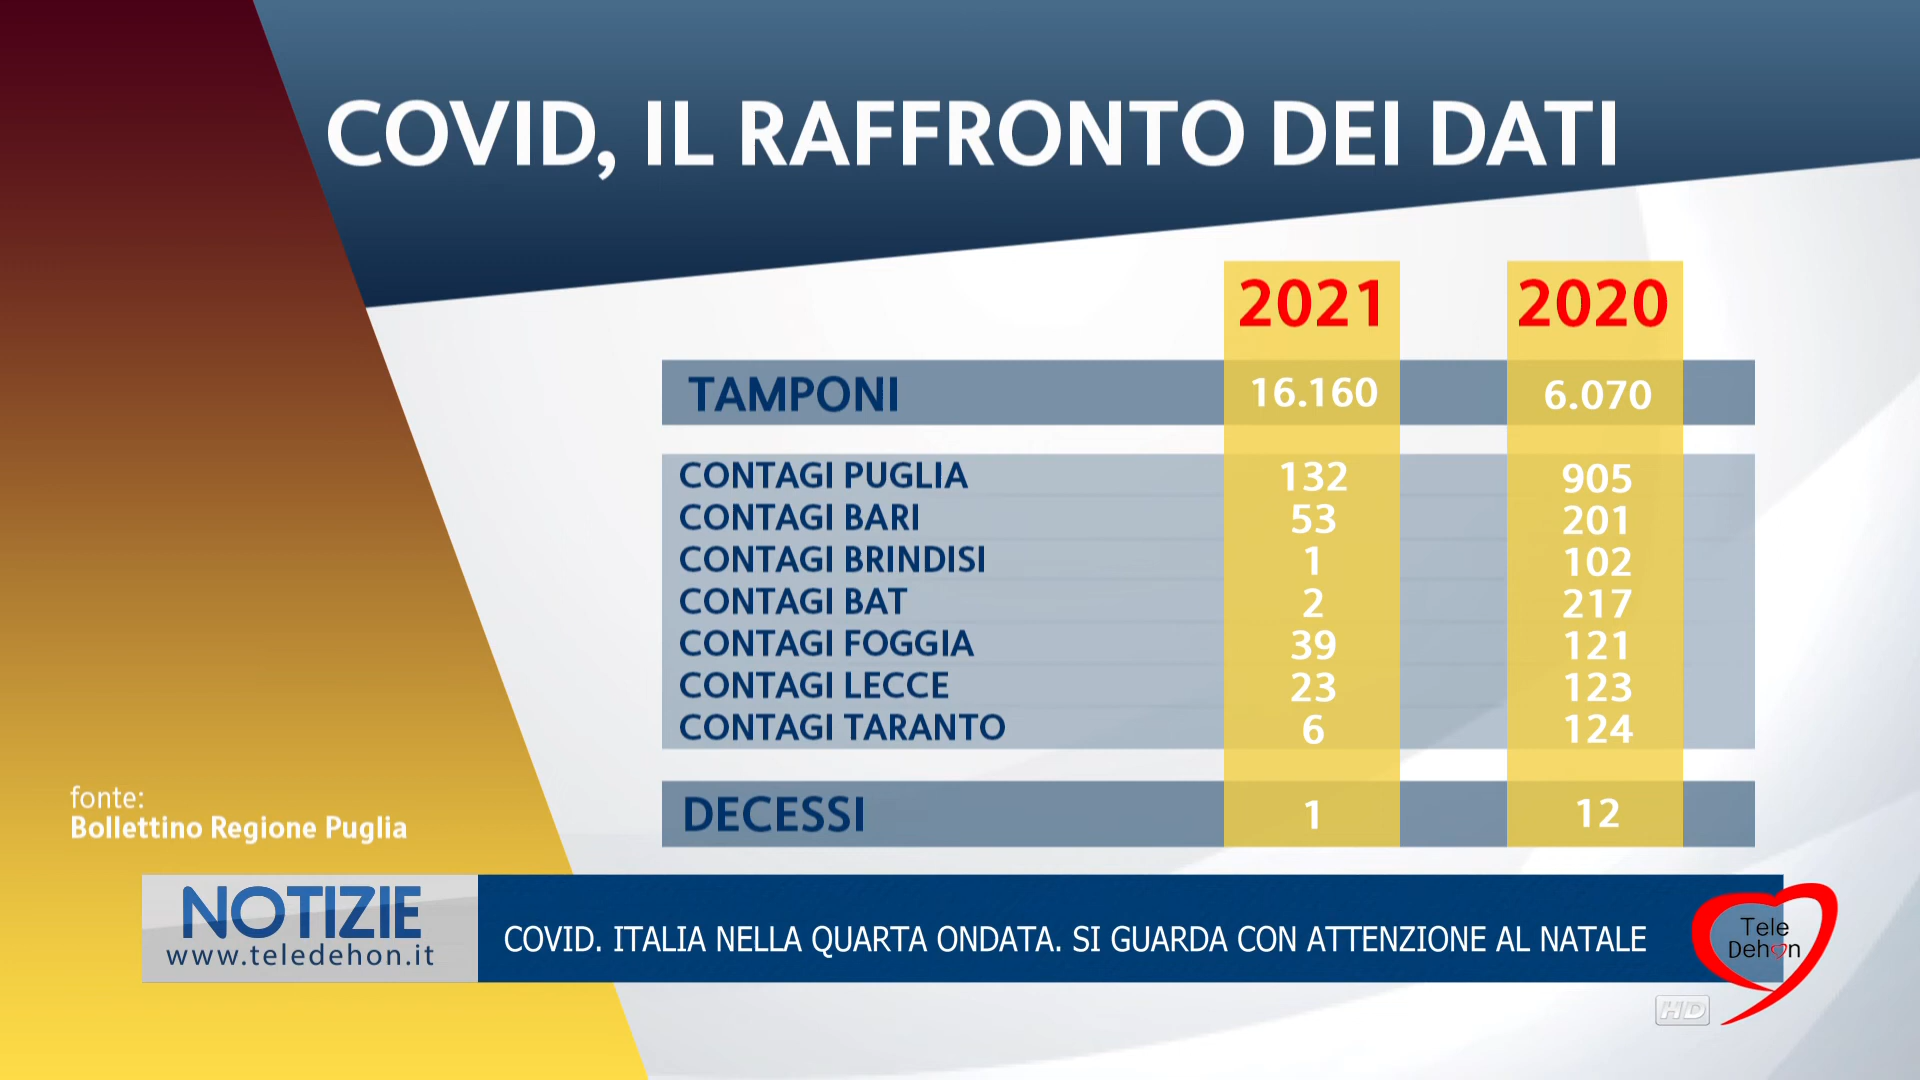 COVID, IL RAFFRONTO DEI DATI
2021 2020
TAMPONI 16.160 6.070
CONTAGI PUGLIA 132 905
CONTAGI BARI 53 201
CONTAGI BRINDISI 1 102
CONTAGI BAT 2 217
CONTAGI FOGGIA 39 121
CONTAGI LECCE 23 123
CONTAGI TARANTO 6 124
DECESSI 1 12
fonte:
Bollettino Regione Puglia
NOTIZIE
www.teledehon.it
COVID. ITALIA NELLA QUARTA ONDATA. SI GUARDA CON ATTENZIONE AL NATALE
Tele
Dehon
HD